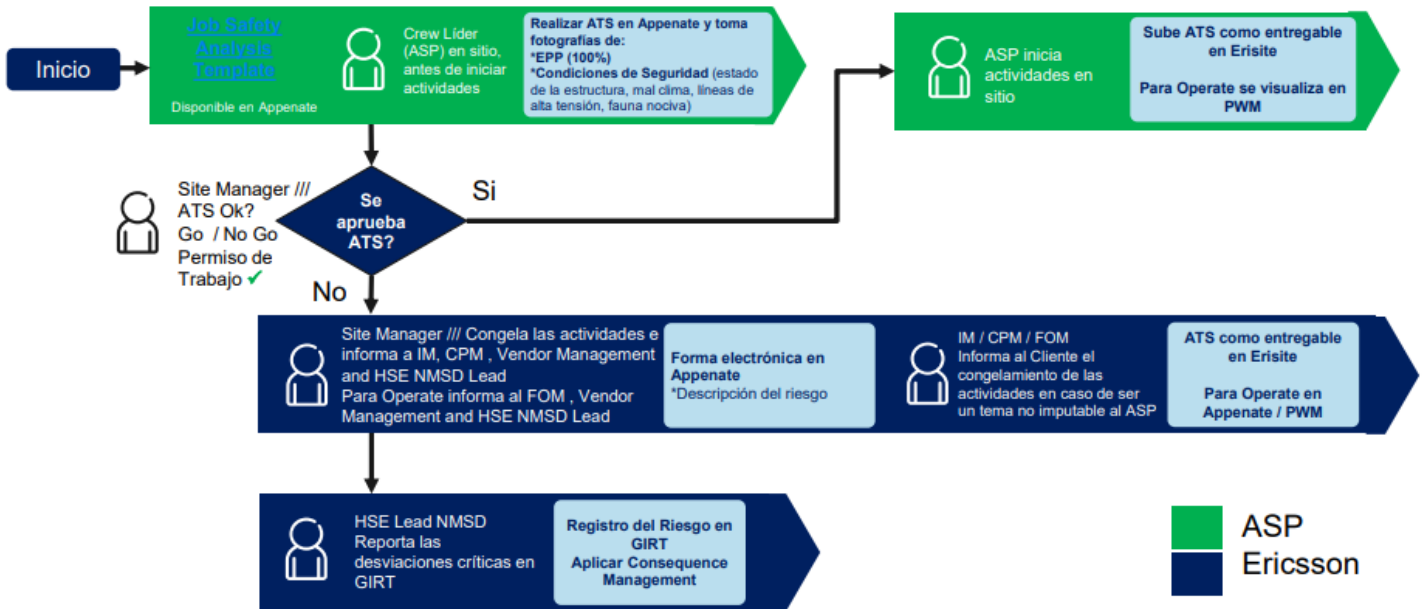 Inicio
Job Safety
Analysis
Template
Disponible en Appenate
Crew Líder
(ASP) en sitio,
antes de iniciar
actividades
Realizar ATS en Appenate y toma
fotografías de:
*EPP (100%)
*Condiciones de Seguridad (estado
de la estructura, mal clima, líneas de
alta tensión, fauna nociva)
ASP inicia
actividades en
sitio
Sube ATS como entregable
en Erisite
Para Operate se visualiza en
PWM
Site Manager ///
ATS Ok?
Go / No Go
Permiso de
Trabajo ✓
Se
aprueba
ATS?
Si
No
Site Manager /// Congela las actividades e
informa a IM, CPM , Vendor Management
and HSE NMSD Lead
Para Operate informa al FOM , Vendor
Management and HSE NMSD Lead
Forma electrónica en
Appenate
*Descripción del riesgo
IM / CPM / FOM
Informa al Cliente el
congelamiento de las
actividades en caso de ser
un tema no imputable al ASP
ATS como entregable
en Erisite
Para Operate en
Appenate / PWM
HSE Lead NMSD
Reporta las
desviaciones críticas en
GIRT
Registro del Riesgo en
GIRT
Aplicar Consequence
Management
ASP
Ericsson